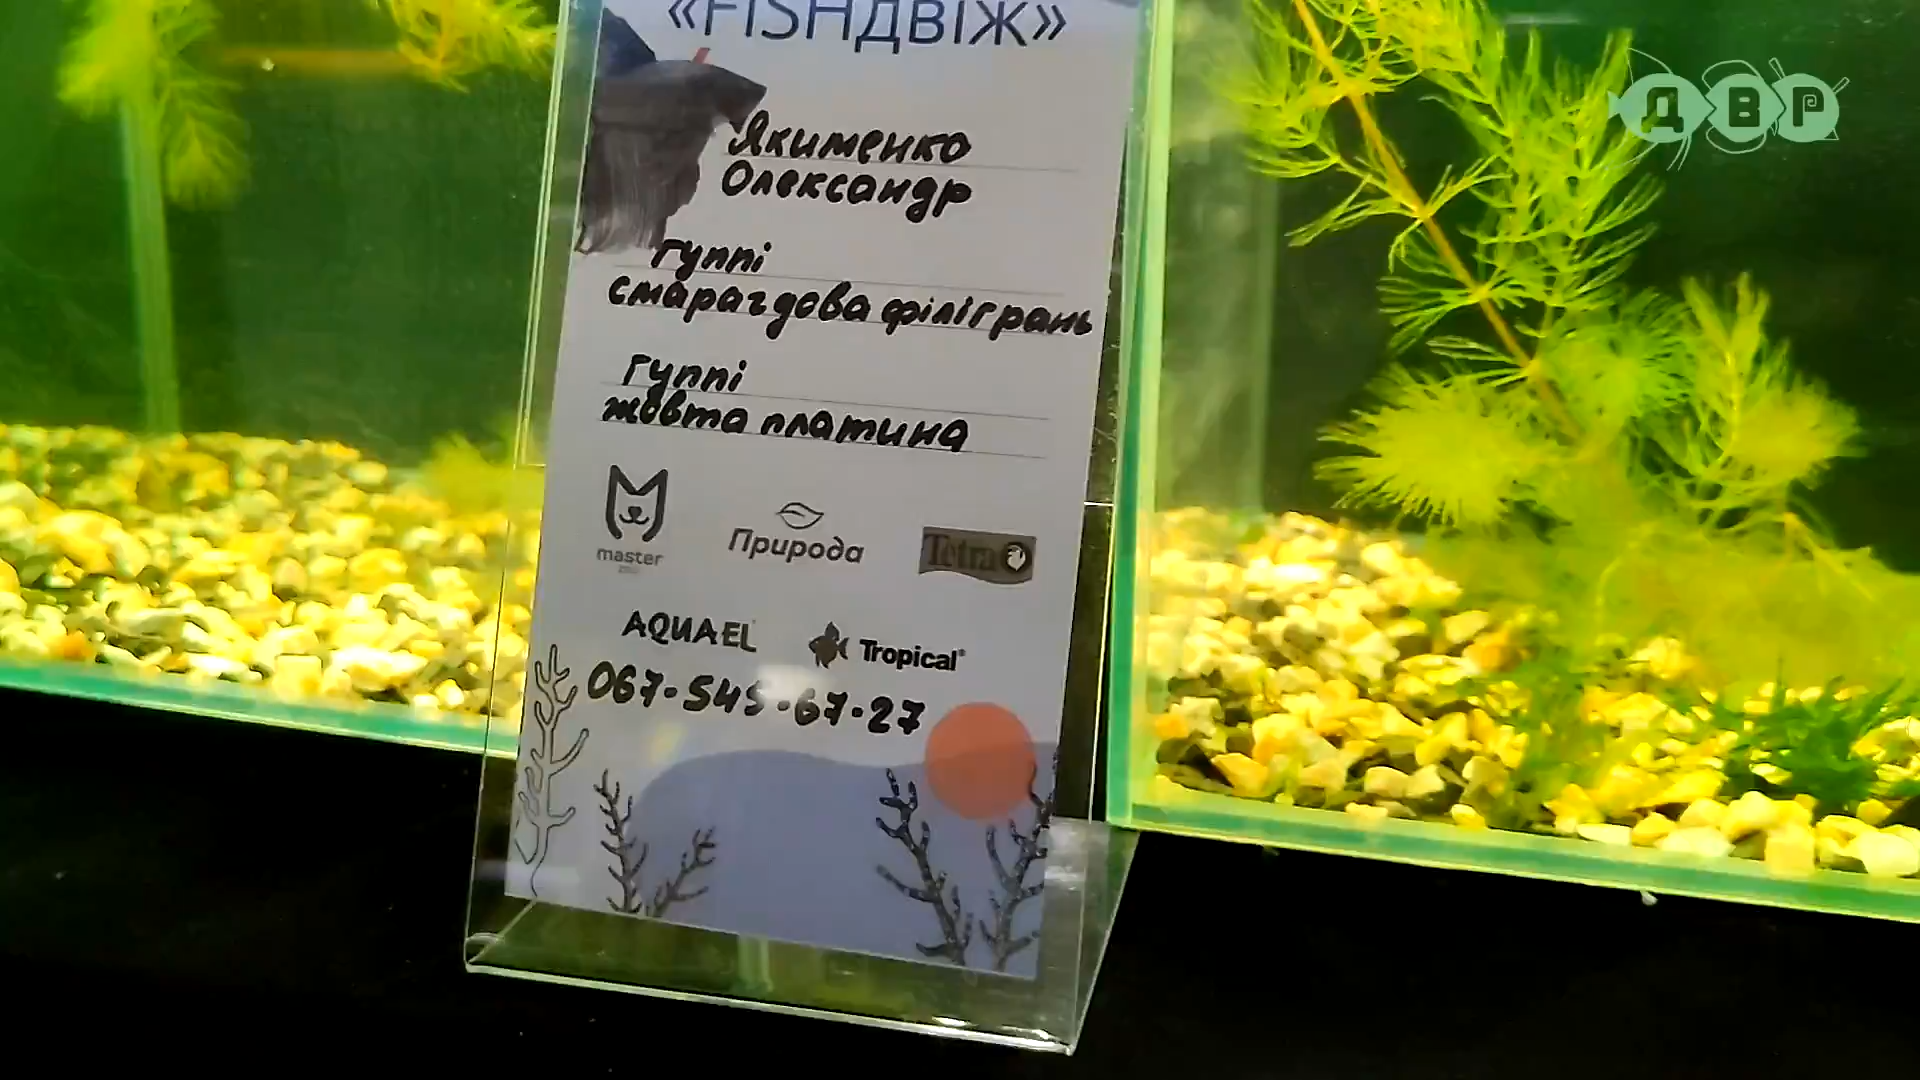 «FISHДВІЖ»
ДВР
Якименко
Олександр
гуппі
смарагдова філігрань
гуппі
жовта платина
master
Природа
Tetra
AQUAEL
Tropical®
067-545-67-27